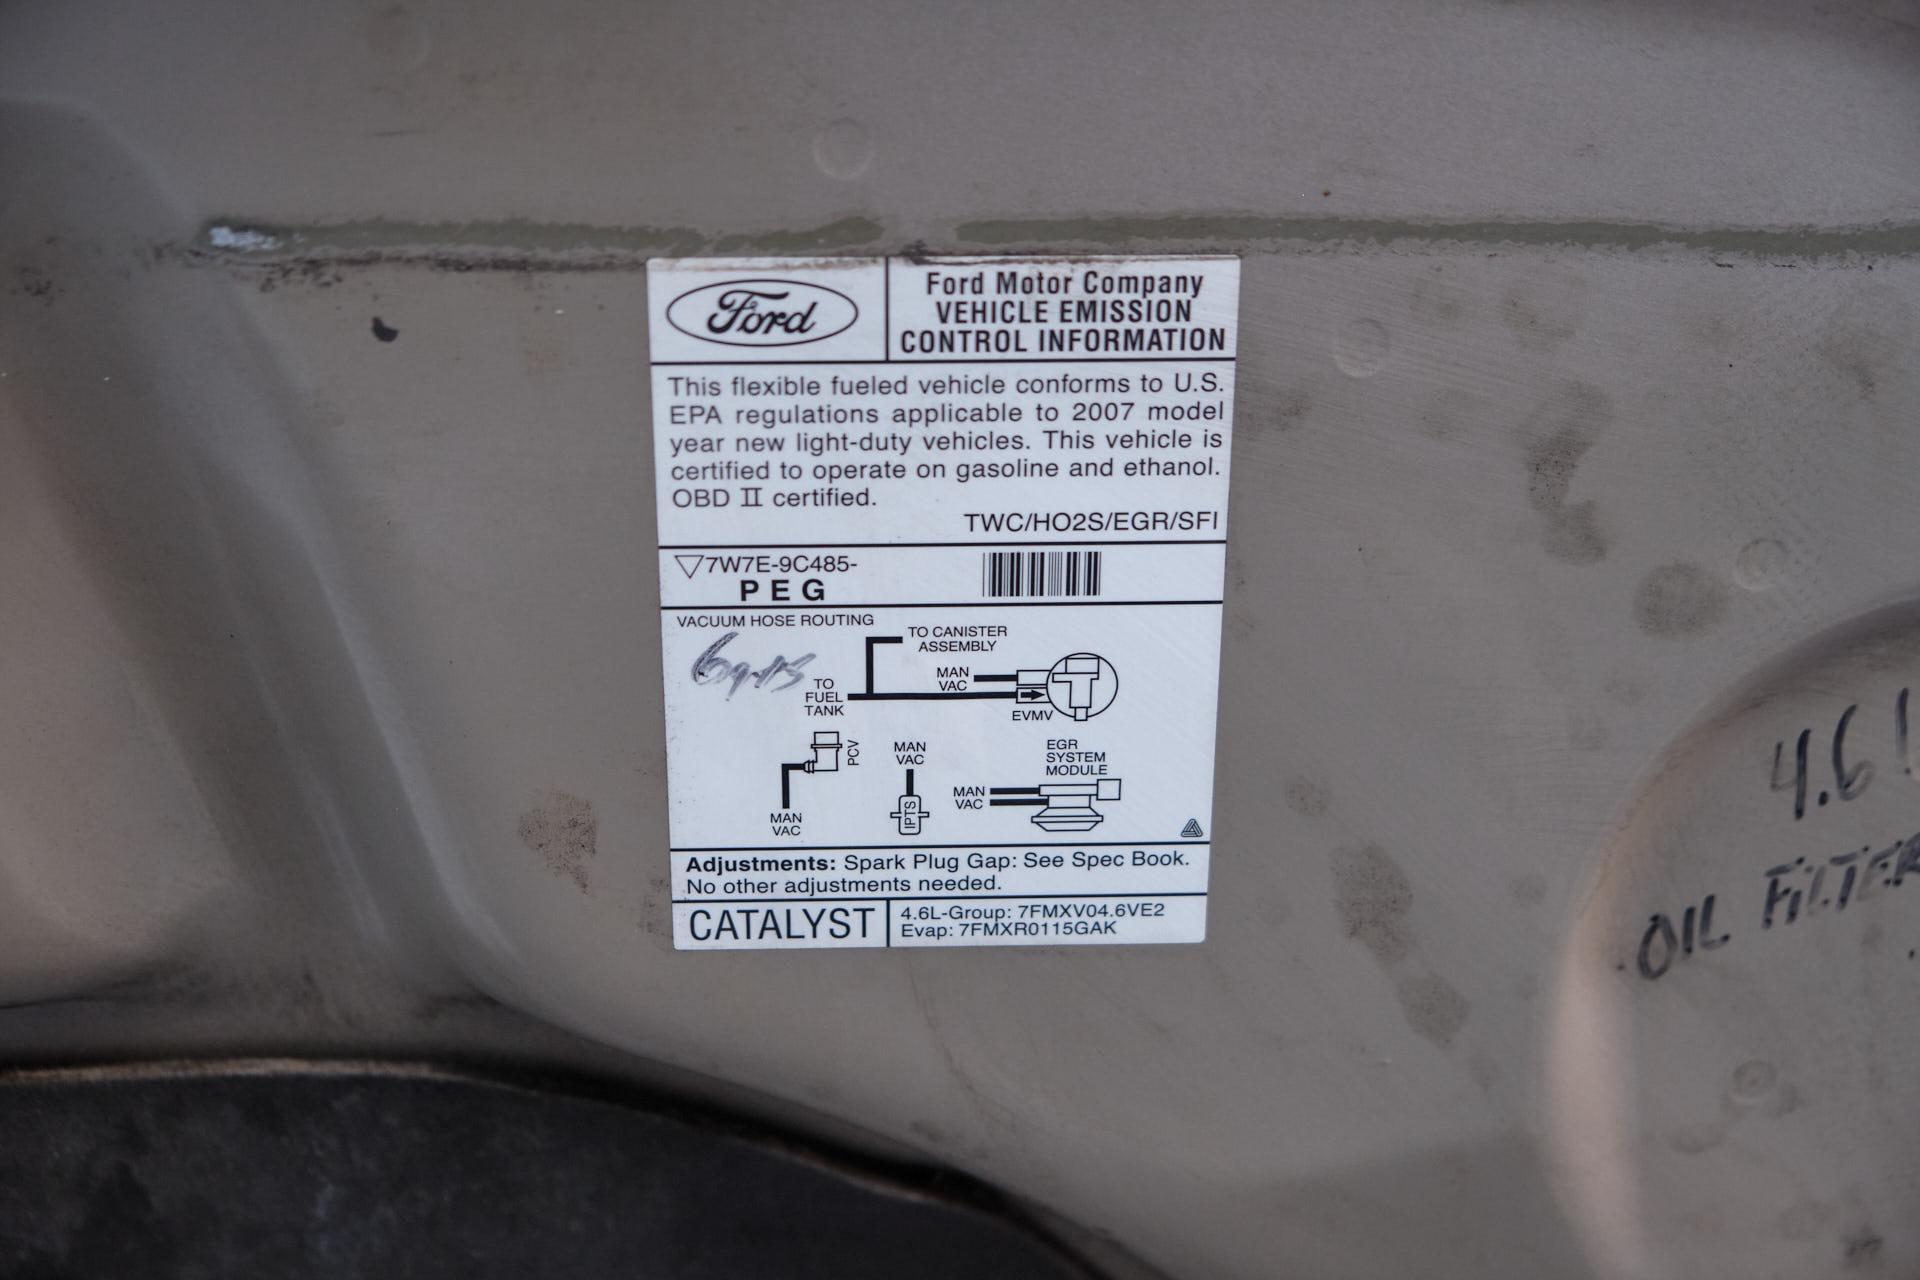 Ford
Ford Motor Company
VEHICLE EMISSION
CONTROL INFORMATION
This flexible fueled vehicle conforms to U.S.
EPA regulations applicable to 2007 model
year new light-duty vehicles. This vehicle is
certified to operate on gasoline and ethanol.
OBD II certified.
TWC/HO2S/EGR/SFI
7W7E-9C485-
PEG
VACUUM HOSE ROUTING
TO CANISTER
ASSEMBLY
MAN
VAC
TO
FUEL
TANK
EVMV
PCV
MAN
VAC
MAN
VAC
IPTS
EGR
SYSTEM
MODULE
MAN
VAC
Adjustments: Spark Plug Gap: See Spec Book.
No other adjustments needed.
CATALYST
4.6L-Group: 7FMXV04.6VE2
Evap: 7FMXR0115GAK
4.6
OIL FILTER